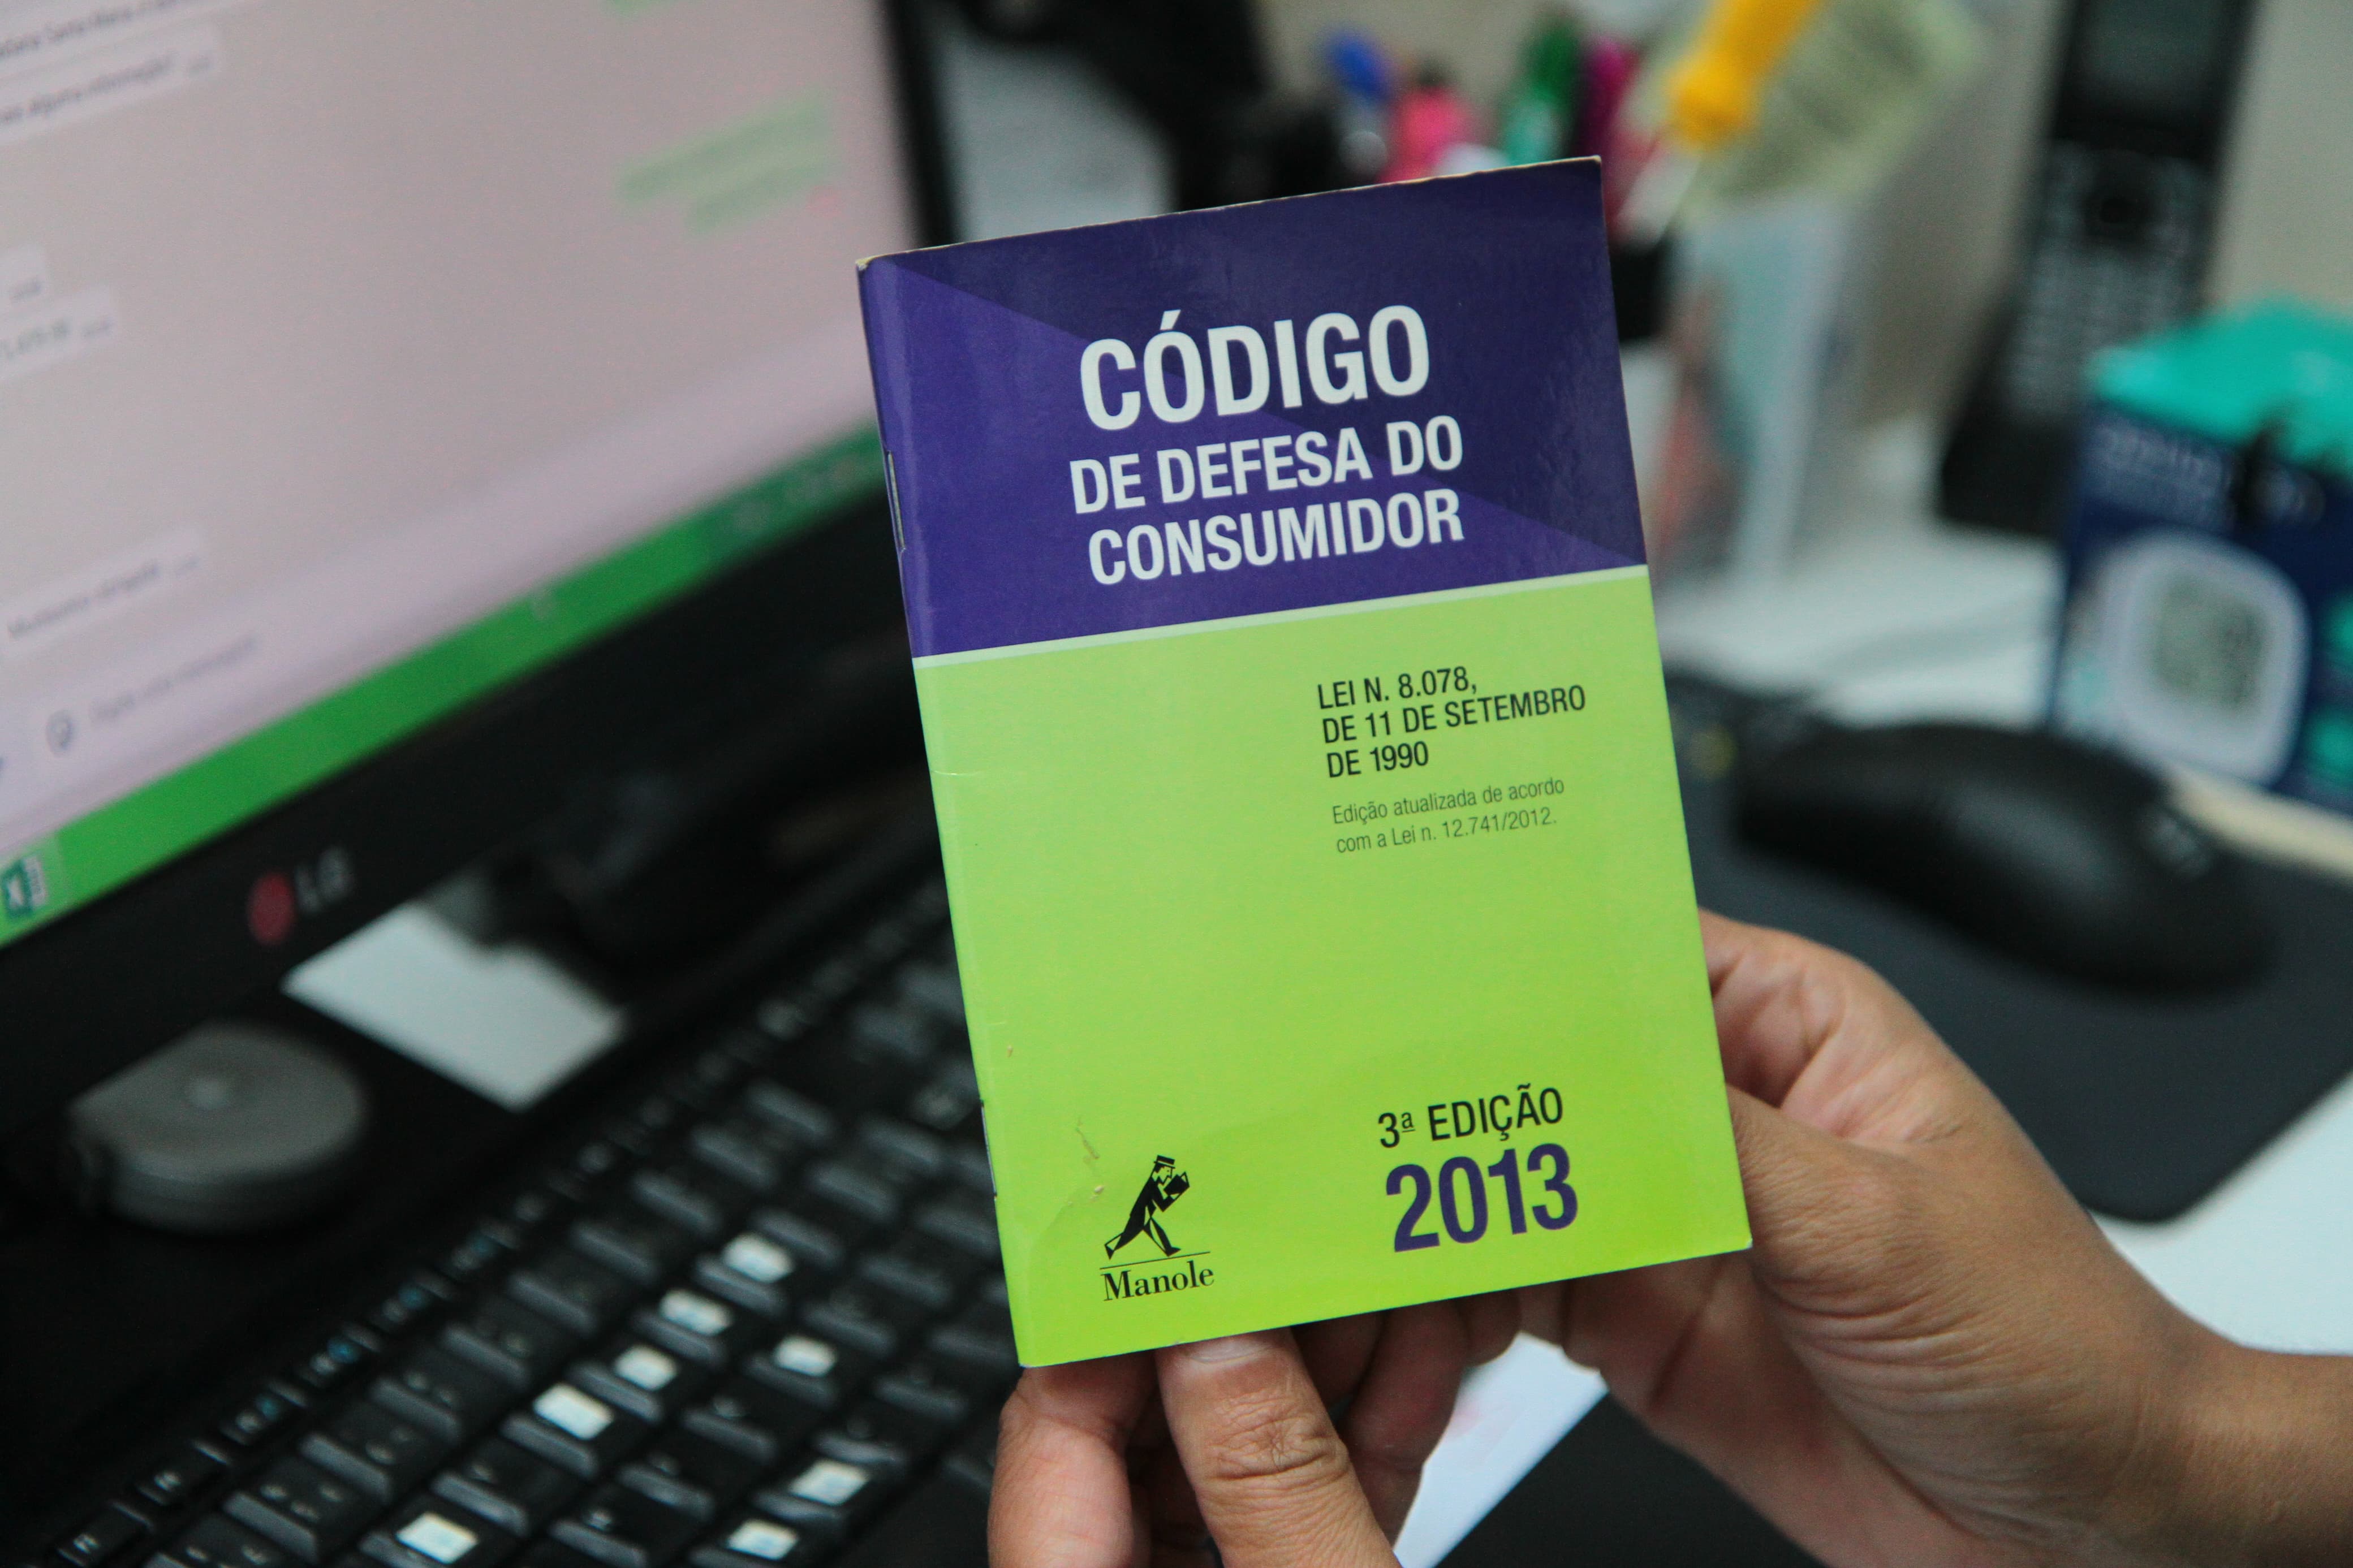 CÓDIGO
DE DEFESA DO
CONSUMIDOR
LEI N. 8.078,
DE 11 DE SETEMBRO
DE 1990
Edição atualizada de acordo
com a Lei n. 12.741/2012.
3ª EDIÇÃO
2013
Manole
LG